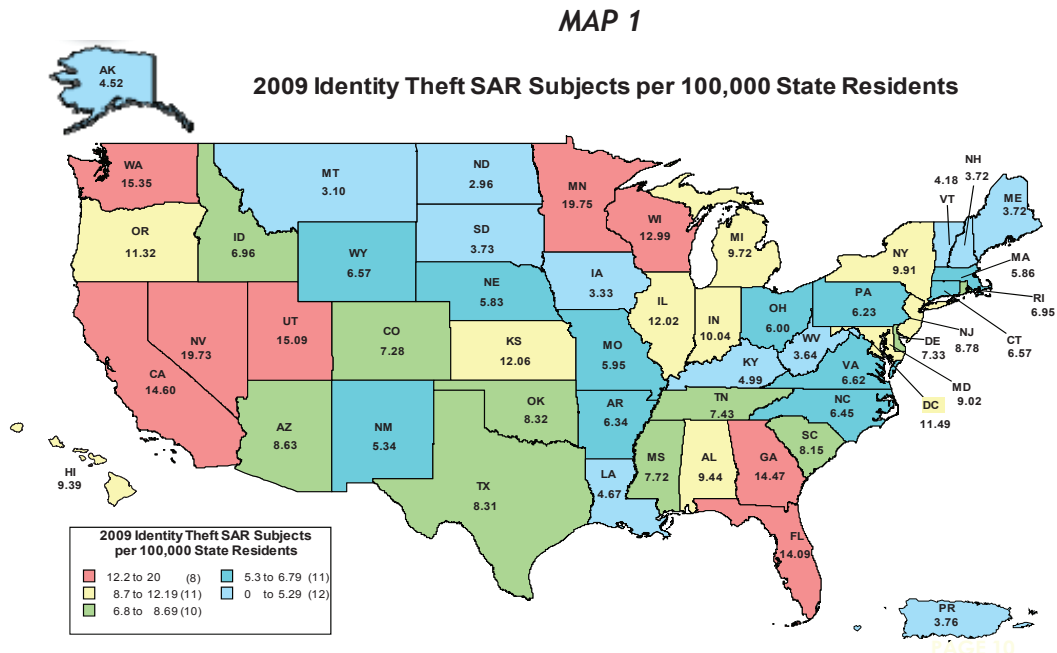 MAP 1
2009 Identity Theft SAR Subjects per 100,000 State Residents
AK
4.52
WA
15.35
MT
3.10
ND
2.96
MN
19.75
NH
4.18 3.72
VT
ME
3.72
OR
11.32
ID
6.96
WY
6.57
SD
3.73
WI
12.99
MI
9.72
NY
9.91
MA
5.86
RI
6.95
NE
5.83
IA
3.33
IL
12.02
IN
10.04
OH
6.00
PA
6.23
NJ
8.78
CT
6.57
NV
19.73
UT
15.09
CO
7.28
KS
12.06
MO
5.95
KY
4.99
WV
3.64
VA
6.62
DE
7.33
MD
9.02
DC
11.49
CA
14.60
AZ
8.63
NM
5.34
OK
8.32
AR
6.34
TN
7.43
NC
6.45
SC
8.15
HI
9.39
TX
8.31
LA
4.67
MS
7.72
AL
9.44
GA
14.47
FL
14.09
PR
3.76
2009 Identity Theft SAR Subjects
per 100,000 State Residents
12.2 to 20 (8)
8.7 to 12.19 (11)
6.8 to 8.69 (10)
5.3 to 6.79 (11)
0 to 5.29 (12)
PAGE 10